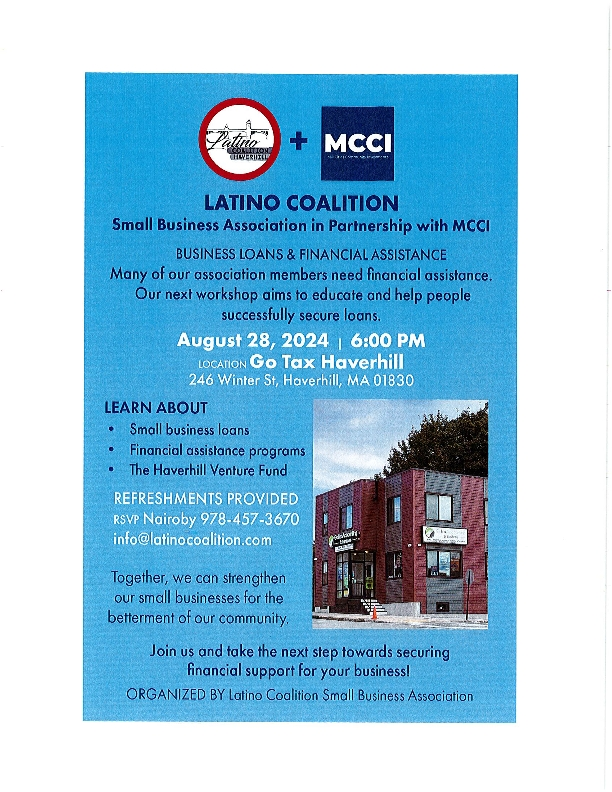 Latino
COALITION
HAVERHILL
+
MCCI
LATINO COALITION
Small Business Association in Partnership with MCCI
BUSINESS LOANS & FINANCIAL ASSISTANCE
Many of our association members need financial assistance.
Our next workshop aims to educate and help people
successfully secure loans.
August 28, 2024 | 6:00 PM
LOCATION Go Tax Haverhill
246 Winter St, Haverhill, MA 01830
LEARN ABOUT
• Small business loans
• Financial assistance programs
• The Haverhill Venture Fund
REFRESHMENTS PROVIDED
RSVP Nairoby 978-457-3670
info@latinocoalition.com
Together, we can strengthen
our small businesses for the
betterment of our community.
Join us and take the next step towards securing
financial support for your business!
ORGANIZED BY Latino Coalition Small Business Association